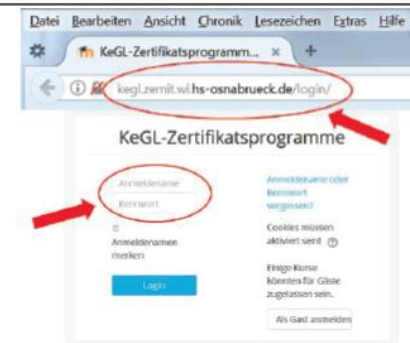 Datei Bearbeiten Ansicht Chronik Lesezeichen Extras Hilfe
KeGL-Zertifikatsprogramm... × +
kegl.zemit.wi.hs-osnabrueck.de/login/
KeGL-Zertifikatsprogramme
Anmeldename
Kennwort
Anmeldenamen
merken
Login
Anmeldename oder
Kennwort
vergessen?
Cookies müssen
aktiviert sein!
Einige Kurse
könnten für Gäste
zugelassen sein.
Als Gast anmelden